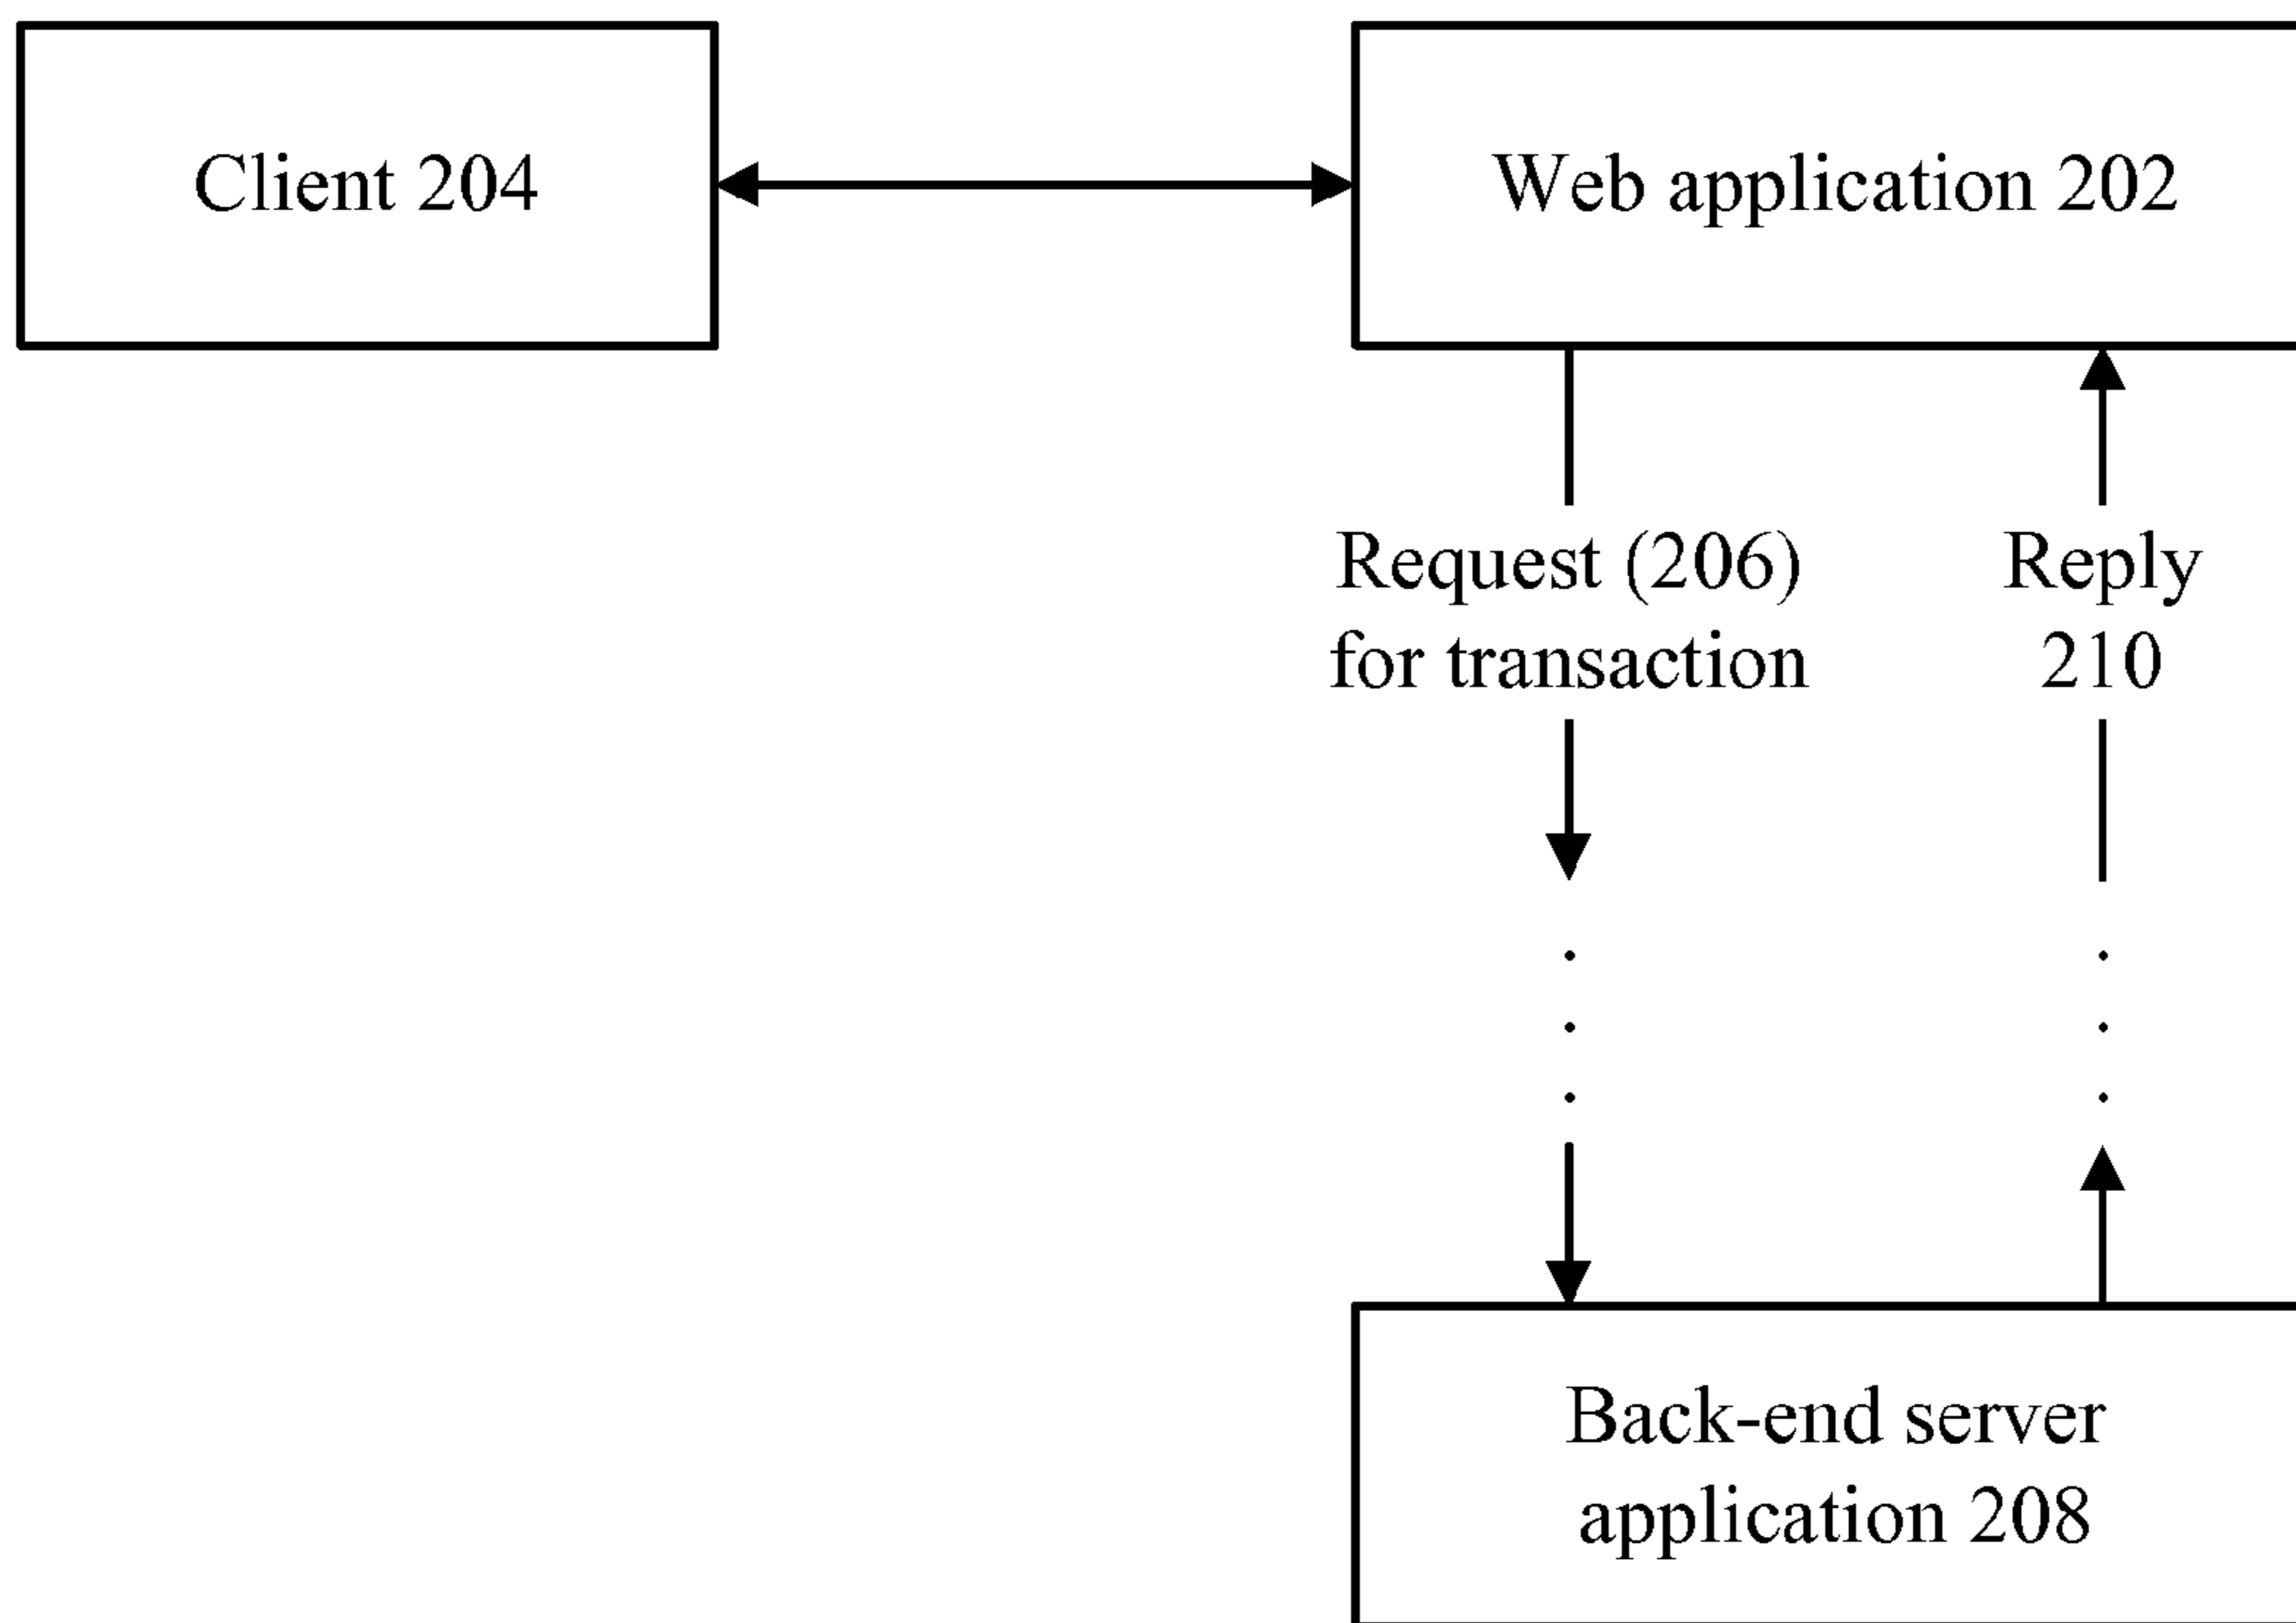 Client 204
Web application 202
Request (206)
for transaction
Reply
210
Back-end server
application 208